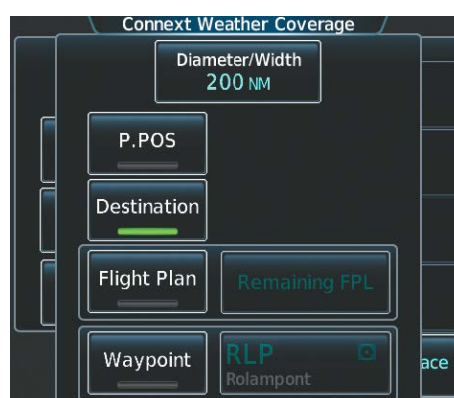 Connext Weather Coverage
Diameter/Width
200 NM
P.POS
Destination
Flight Plan
Remaining FPL
Waypoint
RLP
Rolampont
ace